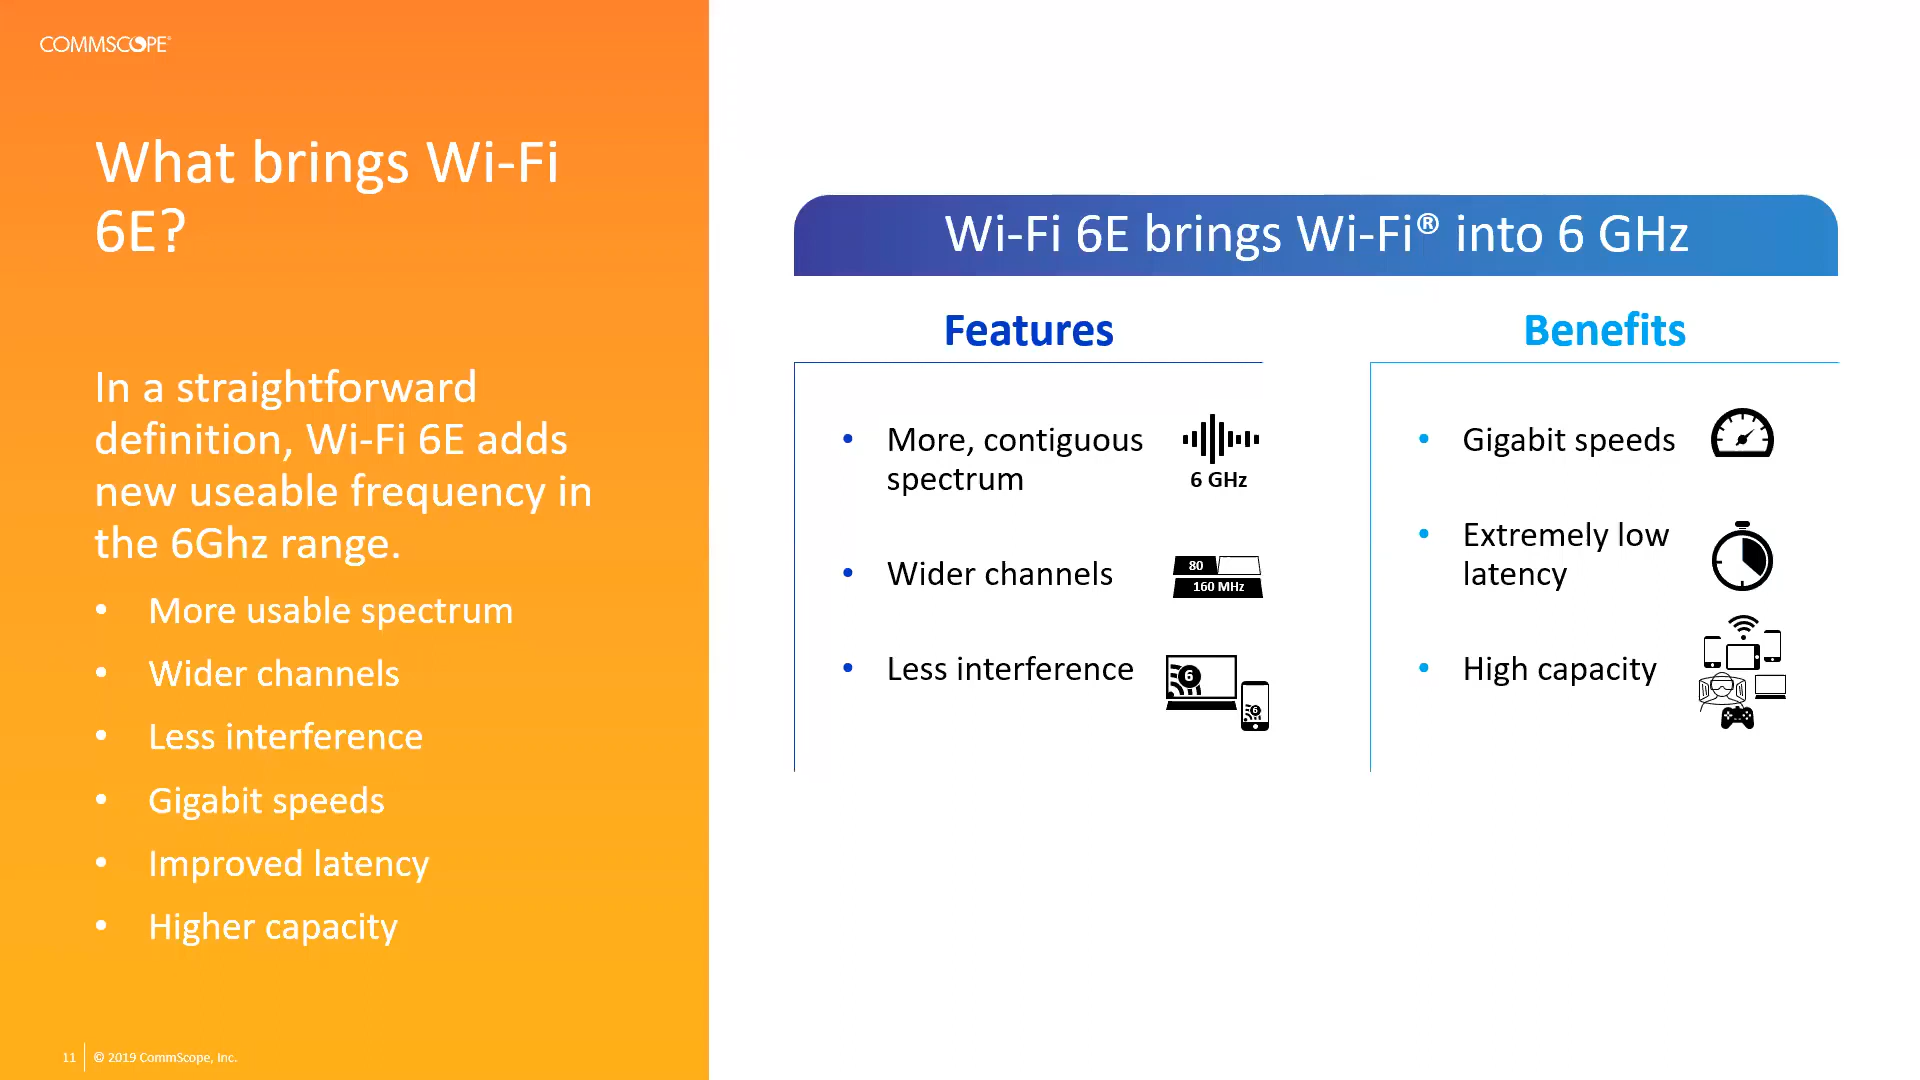 COMMSCOPE®
What brings Wi-Fi
6E?
In a straightforward
definition, Wi-Fi 6E adds
new useable frequency in
the 6Ghz range.
• More usable spectrum
• Wider channels
• Less interference
• Gigabit speeds
• Improved latency
• Higher capacity
11 © 2019 CommScope, Inc.
Wi-Fi 6E brings Wi-Fi® into 6 GHz
Features
• More, contiguous
spectrum
6 GHz
• Wider channels
80
160 MHz
• Less interference
6
6
Benefits
• Gigabit speeds
• Extremely low
latency
• High capacity